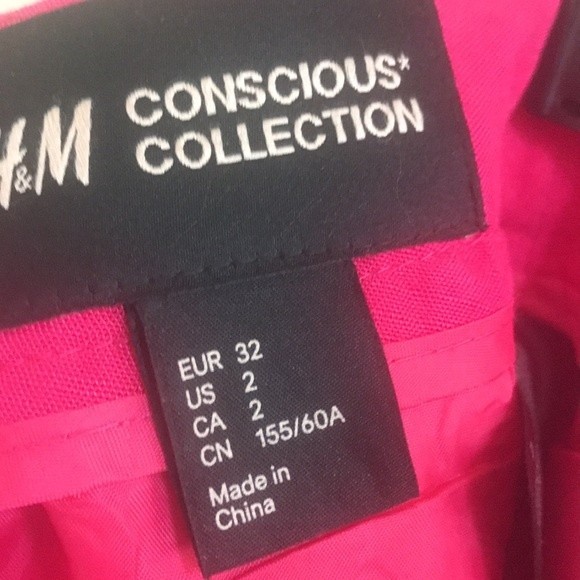 H&M
CONSCIOUS*
COLLECTION
EUR 32
US 2
CA 2
CN 155/60A
Made in
China